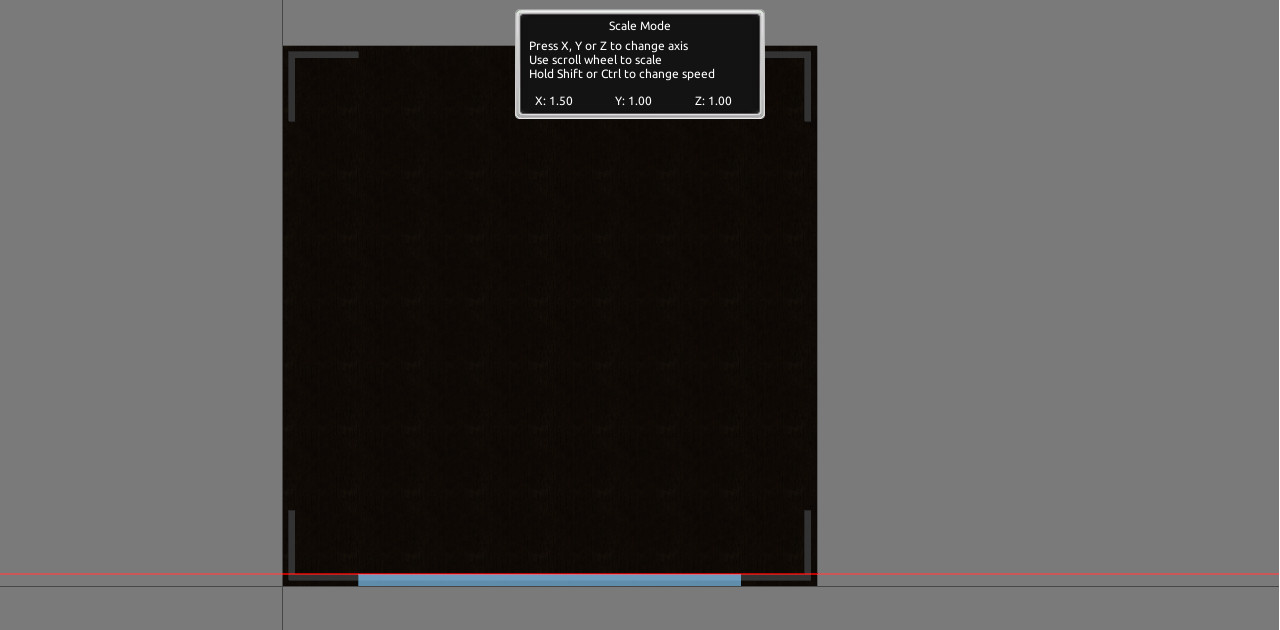 Scale Mode
Press X, Y or Z to change axis
Use scroll wheel to scale
Hold Shift or Ctrl to change speed
X: 1.50 Y: 1.00 Z: 1.00